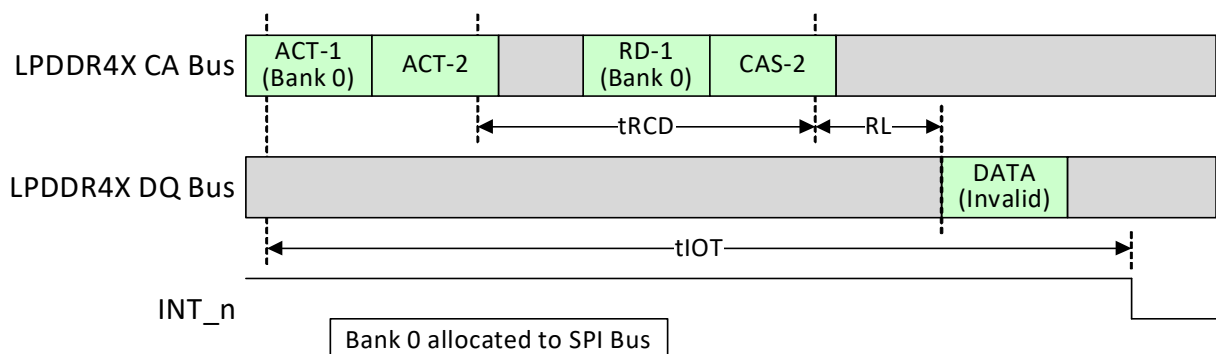 LPDDR4X CA Bus
ACT-1
(Bank 0)
ACT-2
RD-1
(Bank 0)
CAS-2
tRCD
RL
LPDDR4X DQ Bus
DATA
(Invalid)
tIOT
INT_n
Bank 0 allocated to SPI Bus